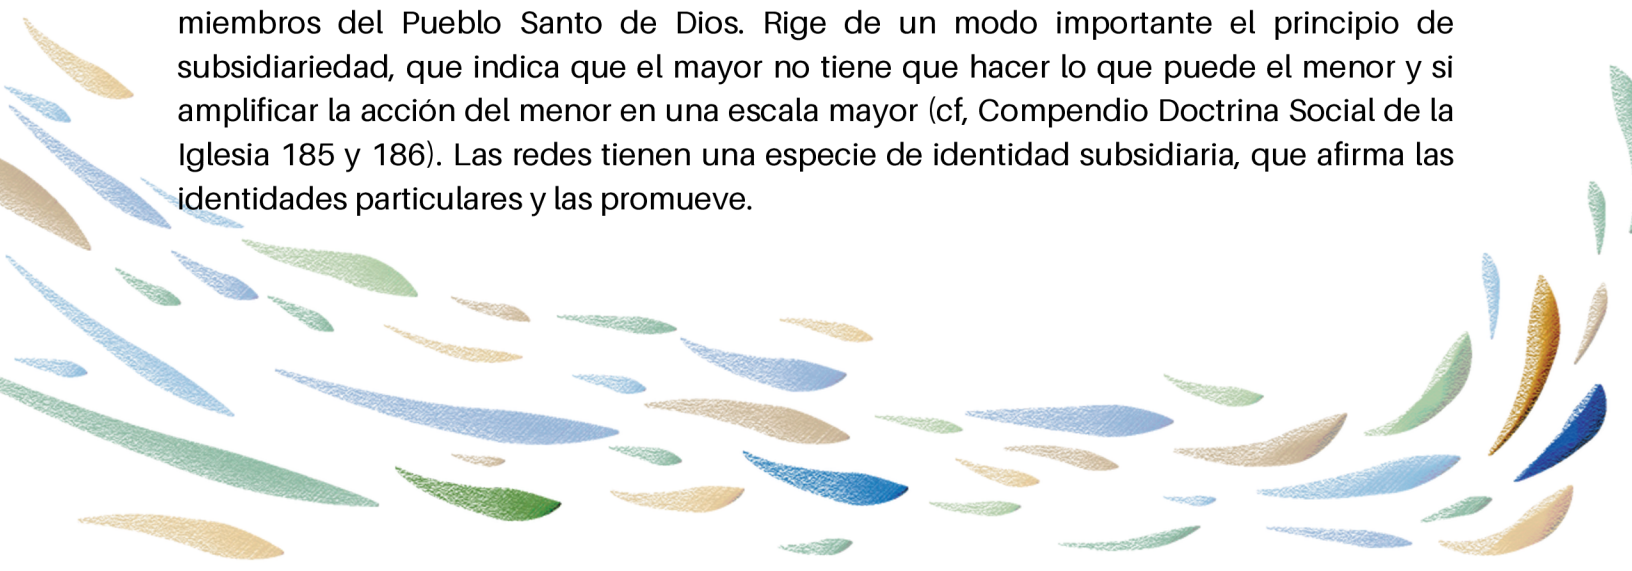 miembros del Pueblo Santo de Dios. Rige de un modo importante el principio de
subsidiariedad, que indica que el mayor no tiene que hacer lo que puede el menor y si
amplificar la acción del menor en una escala mayor (cf, Compendio Doctrina Social de la
Iglesia 185 y 186). Las redes tienen una especie de identidad subsidiaria, que afirma las
identidades particulares y las promueve.